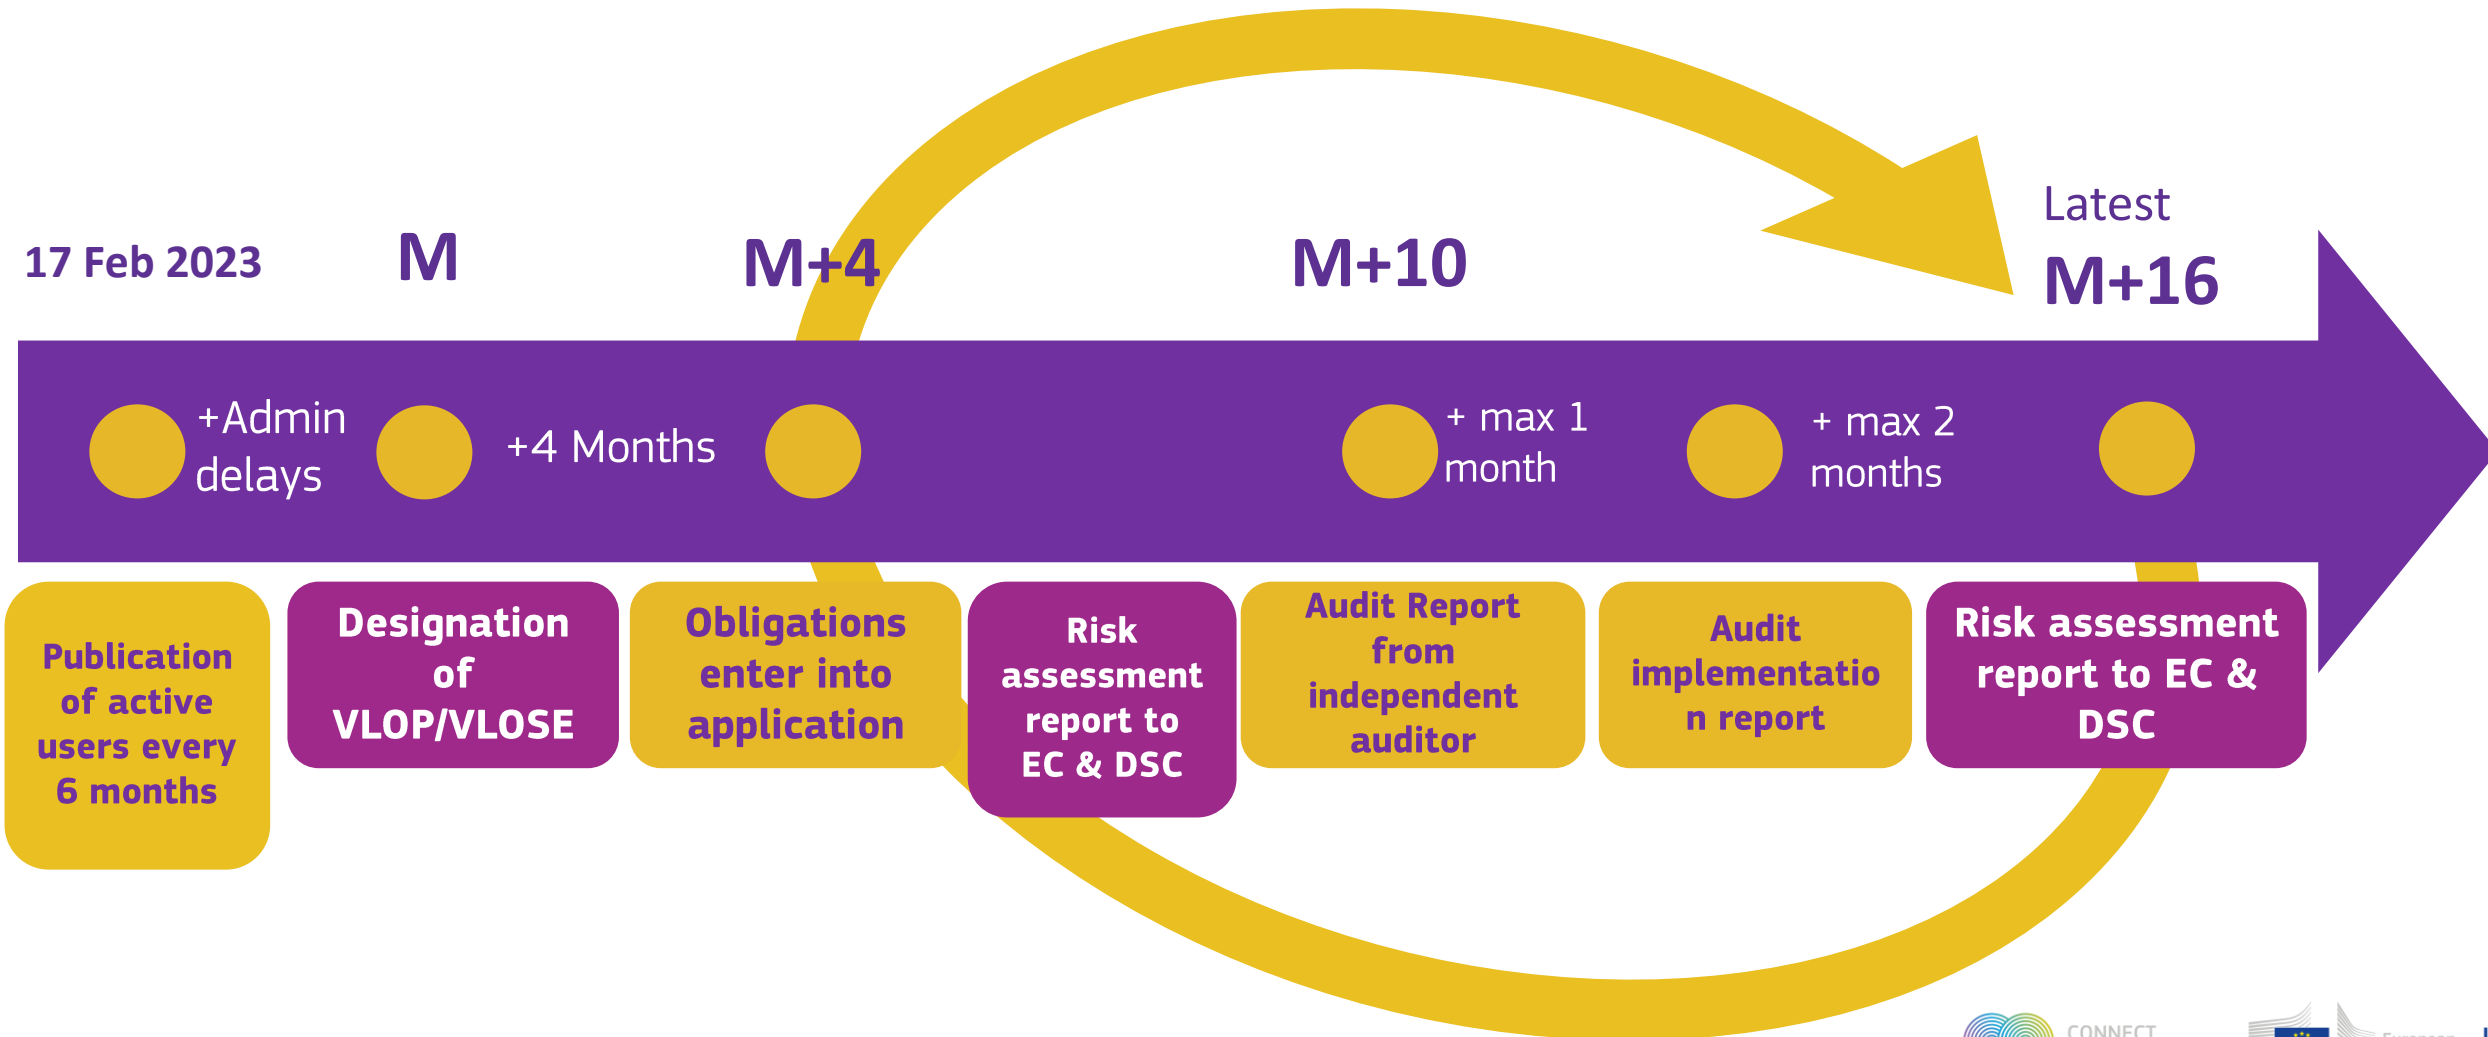 17 Feb 2023
M
M+4
M+10
Latest
M+16
+Admin
delays
+4 Months
+ max 1
month
+ max 2
months
Publication
of active
users every
6 months
Designation
of
VLOP/VLOSE
Obligations
enter into
application
Risk
assessment
report to
EC & DSC
Audit Report
from
independent
auditor
Audit
implementatio
n report
Risk assessment
report to EC &
DSC
CONNECT